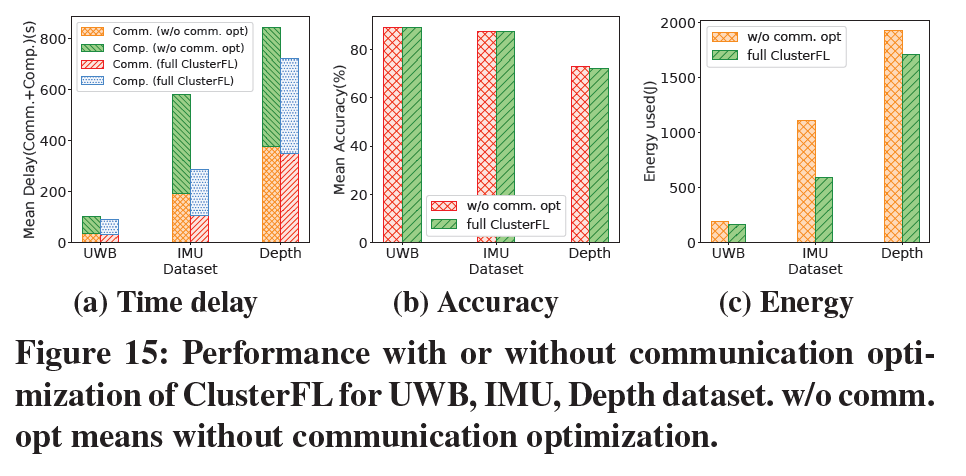 Mean Delay(Comm.+Comp.)(s)
800
600
400
200
0
Comm. (w/o comm. opt)
Comp. (w/o comm. opt)
Comm. (full ClusterFL)
Comp. (full ClusterFL)
UWB IMU Depth
Dataset
(a) Time delay
Mean Accuracy(%)
80
60
40
20
0
w/o comm. opt
full ClusterFL
UWB IMU Depth
Dataset
(b) Accuracy
Energy used(J)
2000
1500
1000
500
0
w/o comm. opt
full ClusterFL
UWB IMU Depth
Dataset
(c) Energy
Figure 15: Performance with or without communication opti-
mization of ClusterFL for UWB, IMU, Depth dataset. w/o comm.
opt means without communication optimization.